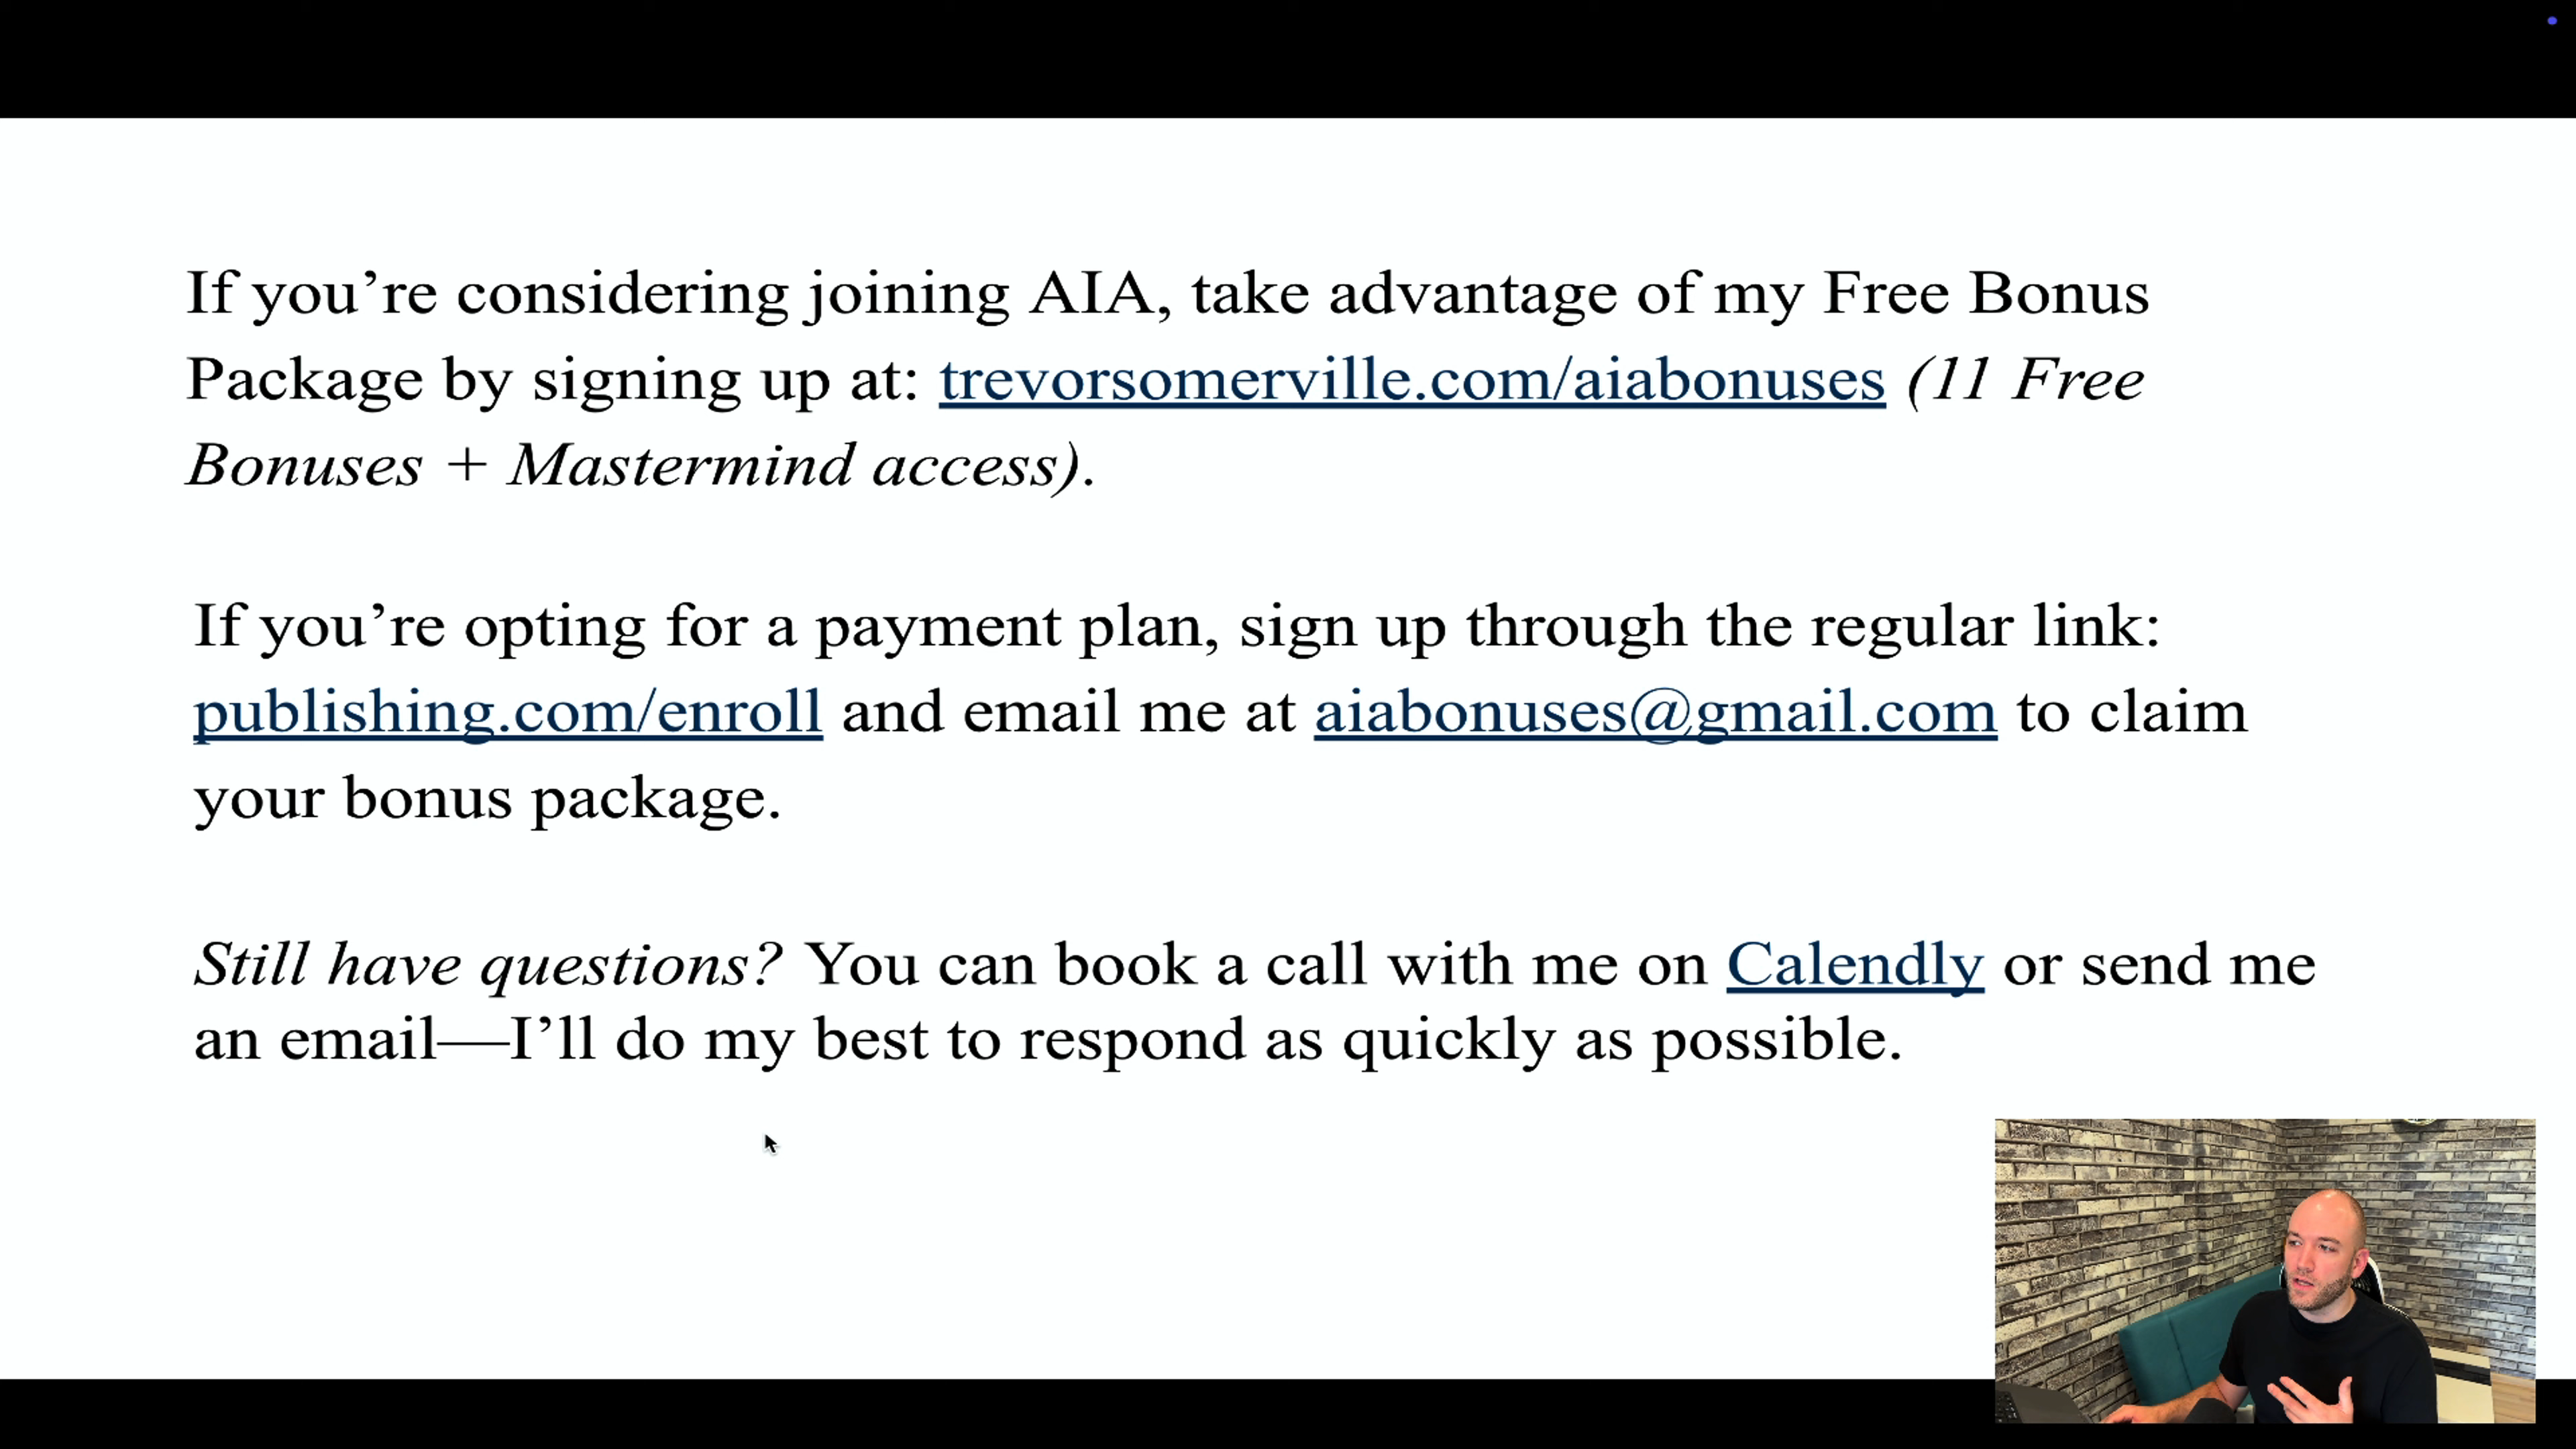 If you’re considering joining AIA, take advantage of my Free Bonus
Package by signing up at: trevorsomerville.com/aiabonuses (11 Free
Bonuses + Mastermind access).
If you’re opting for a payment plan, sign up through the regular link:
publishing.com/enroll and email me at aiabonuses@gmail.com to claim
your bonus package.
Still have questions? You can book a call with me on Calendly or send me
an email—I’ll do my best to respond as quickly as possible.